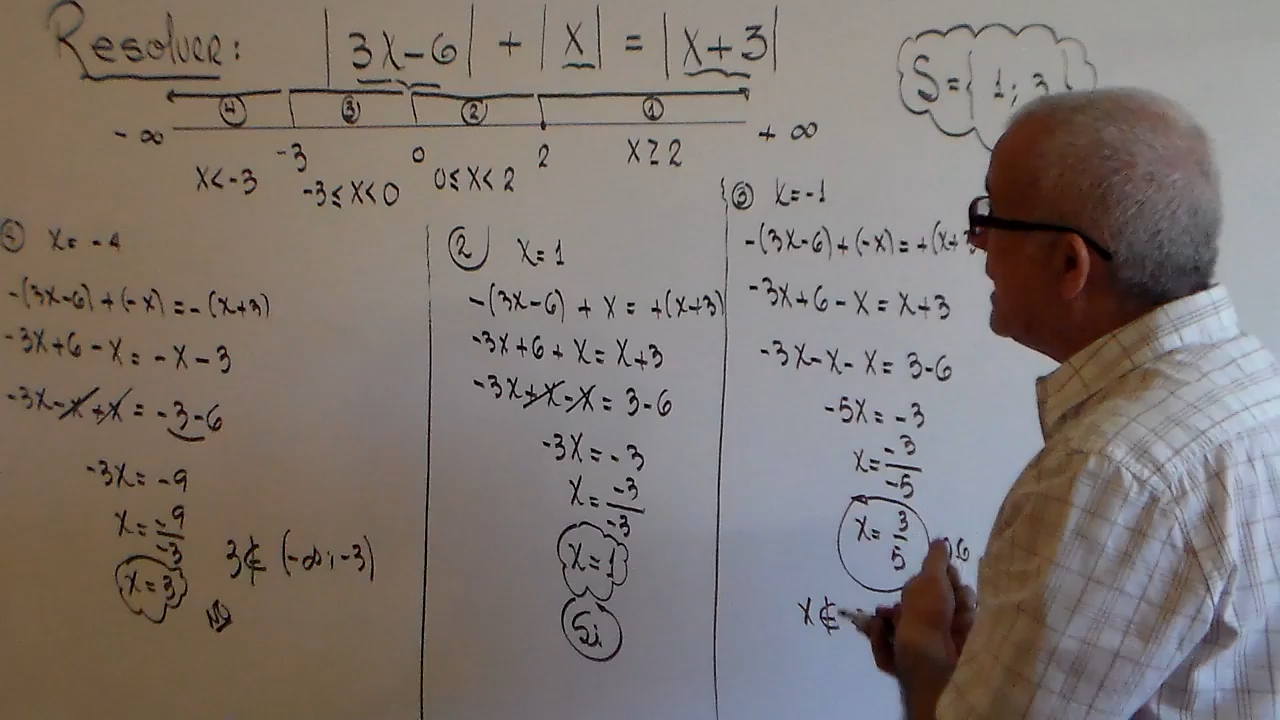 Resolver: |3x-6| + |x| = |x+3|
S={1; 3}
④ ③ ② ①
-∞ -3 0 2 +∞
x<-3 -3≤x<0 0≤x<2 x≥2
x=-4
-(3x-6)+(-x)=-(x+3)
-3x+6-x=-x-3
-3x-x+x=-3-6
-3x=-9
x=-9/-3
x=3 3∉(-∞;-3)
NO
② x=1
-(3x-6)+x=+(x+3)
-3x+6+x=x+3
-3x+x-x=3-6
-3x=-3
x=-3/-3
x=1
Si
③ x=-1
-(3x-6)+(-x)=+(x+3
-3x+6-x=x+3
-3x-x-x=3-6
-5x=-3
x=-3/-5
x=3/5
x∉